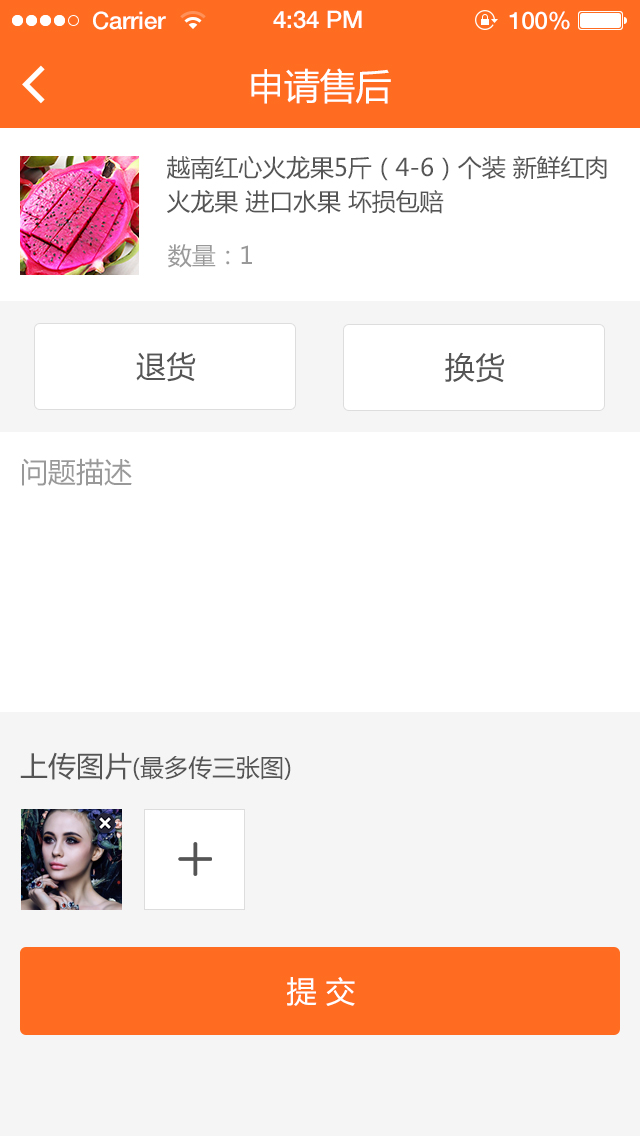 Carrier 4:34 PM 100%
申请售后
越南红心火龙果5斤（4-6）个装 新鲜红肉
火龙果 进口水果 坏损包赔
数量：1
退货 换货
问题描述
上传图片(最多传三张图)
提 交